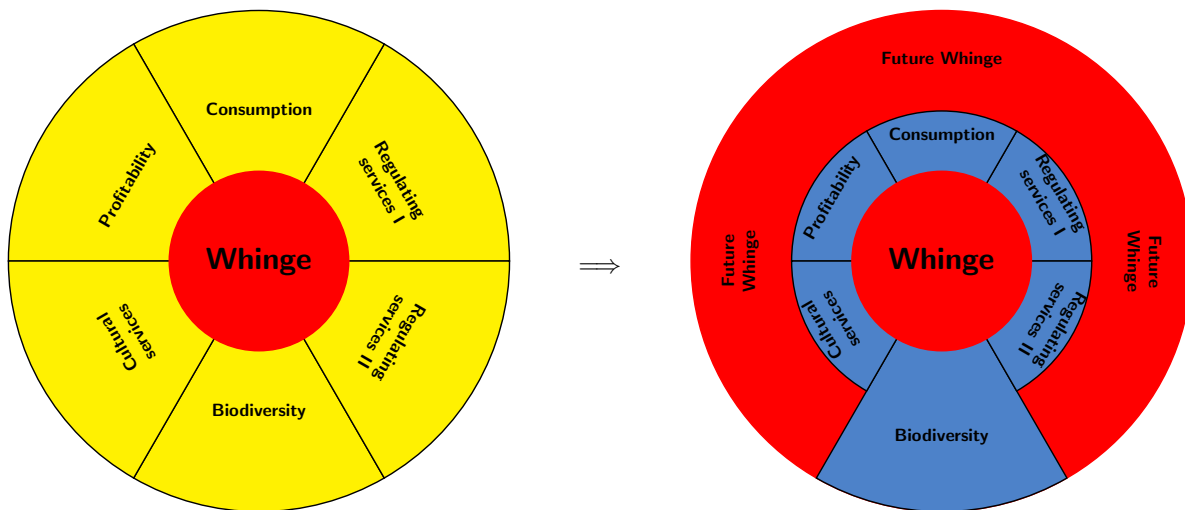 Consumption
Regulating
services I
Regulating
services II
Biodiversity
Cultural
services
Profitability
Whinge
⟹
Future Whinge
Future
Whinge
Future
Whinge
Consumption
Regulating
services I
Regulating
services II
Biodiversity
Cultural
services
Profitability
Whinge